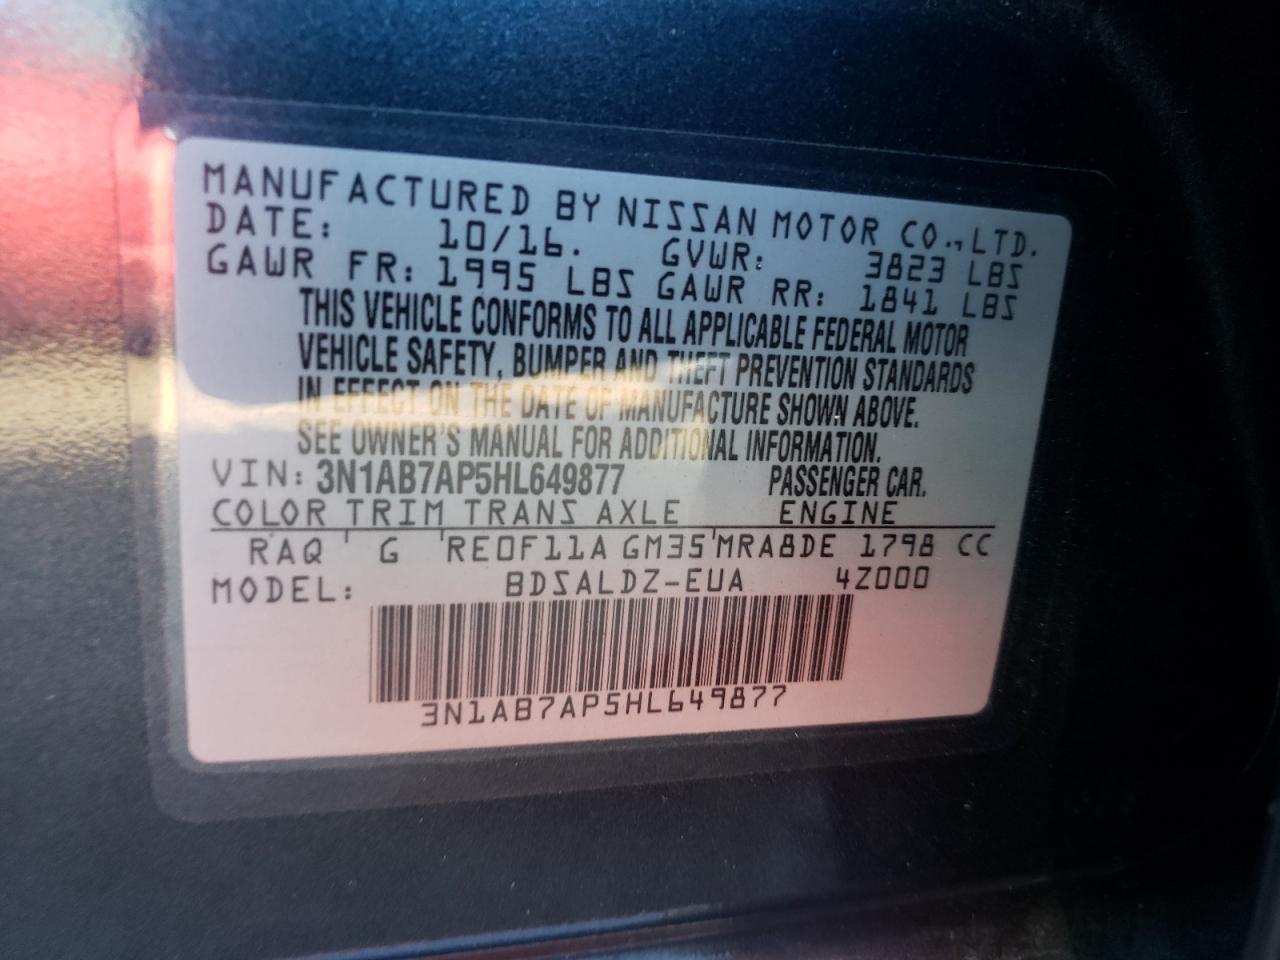 MANUFACTURED BY NISSAN MOTOR CO., LTD.
DATE: 10/16. GVWR: 3823 LBS
GAWR FR: 1995 LBS GAWR RR: 1841 LBS
THIS VEHICLE CONFORMS TO ALL APPLICABLE FEDERAL MOTOR
VEHICLE SAFETY, BUMPER AND THEFT PREVENTION STANDARDS
IN EFFECT ON THE DATE OF MANUFACTURE SHOWN ABOVE.
SEE OWNER'S MANUAL FOR ADDITIONAL INFORMATION.
VIN: 3N1AB7AP5HL649877 PASSENGER CAR.
COLOR TRIM TRANS AXLE ENGINE
RAQ ' G 'RE0F11A GM35'MRA8DE 1798 CC
MODEL: BDSALDZ-EUA 4Z000
3N1AB7AP5HL649877